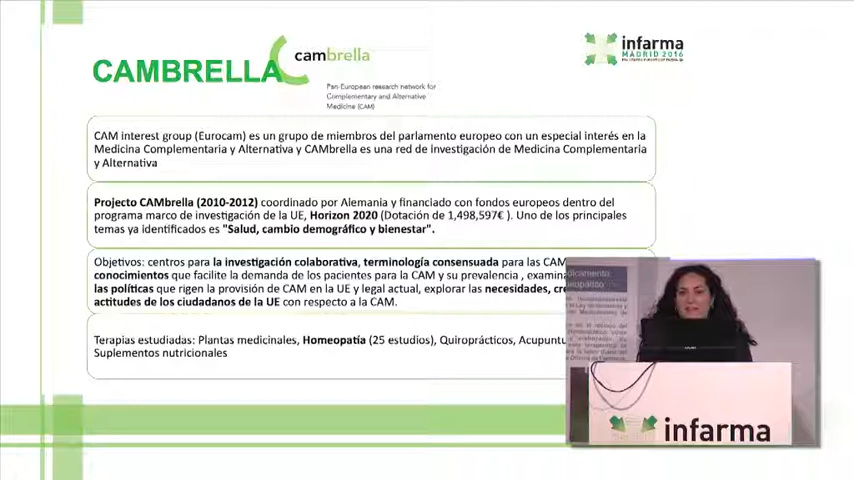 CAMBRELLA
cambrella
Pan-European research network for
Complementary and Alternative
Medicine (CAM)
infarma
MADRID 2016
CAM interest group (Eurocam) es un grupo de miembros del parlamento europeo con un especial interés en la
Medicina Complementaria y Alternativa y CAMbrella es una red de investigación de Medicina Complementaria
y Alternativa
Projecto CAMbrella (2010-2012) coordinado por Alemania y financiado con fondos europeos dentro del
programa marco de investigación de la UE, Horizon 2020 (Dotación de 1,498,597€ ). Uno de los principales
temas ya identificados es "Salud, cambio demográfico y bienestar".
Objetivos: centros para la investigación colaborativa, terminología consensuada para las CAM
conocimientos que facilite la demanda de los pacientes para la CAM y su prevalencia , examina
las políticas que rigen la provisión de CAM en la UE y legal actual, explorar las necesidades, cre
actitudes de los ciudadanos de la UE con respecto a la CAM.
Terapias estudiadas: Plantas medicinales, Homeopatía (25 estudios), Quiroprácticos, Acupuntu
Suplementos nutricionales
infarma